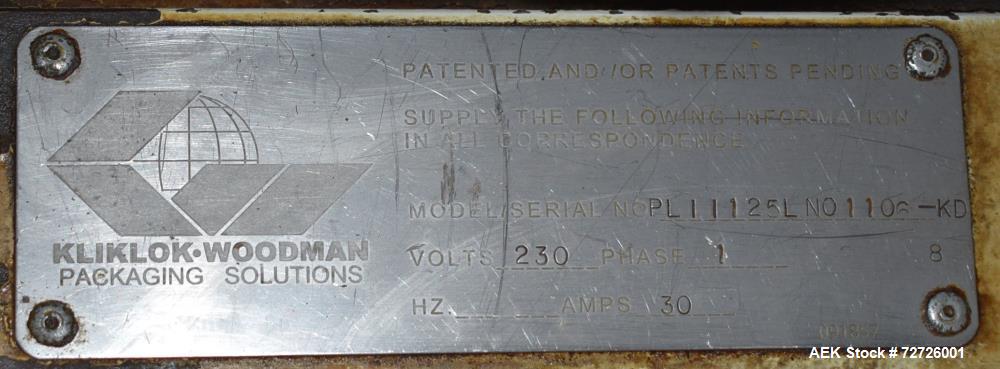 PATENTED AND/OR PATENTS PENDING
SUPPLY THE FOLLOWING INFORMATION
IN ALL CORRESPONDENCE
KLIKLOK·WOODMAN
PACKAGING SOLUTIONS
MODEL/SERIAL NO PL11125L NO1106-KD
VOLTS 230 PHASE 1 8
HZ. AMPS 30
AEK Stock # 72726001